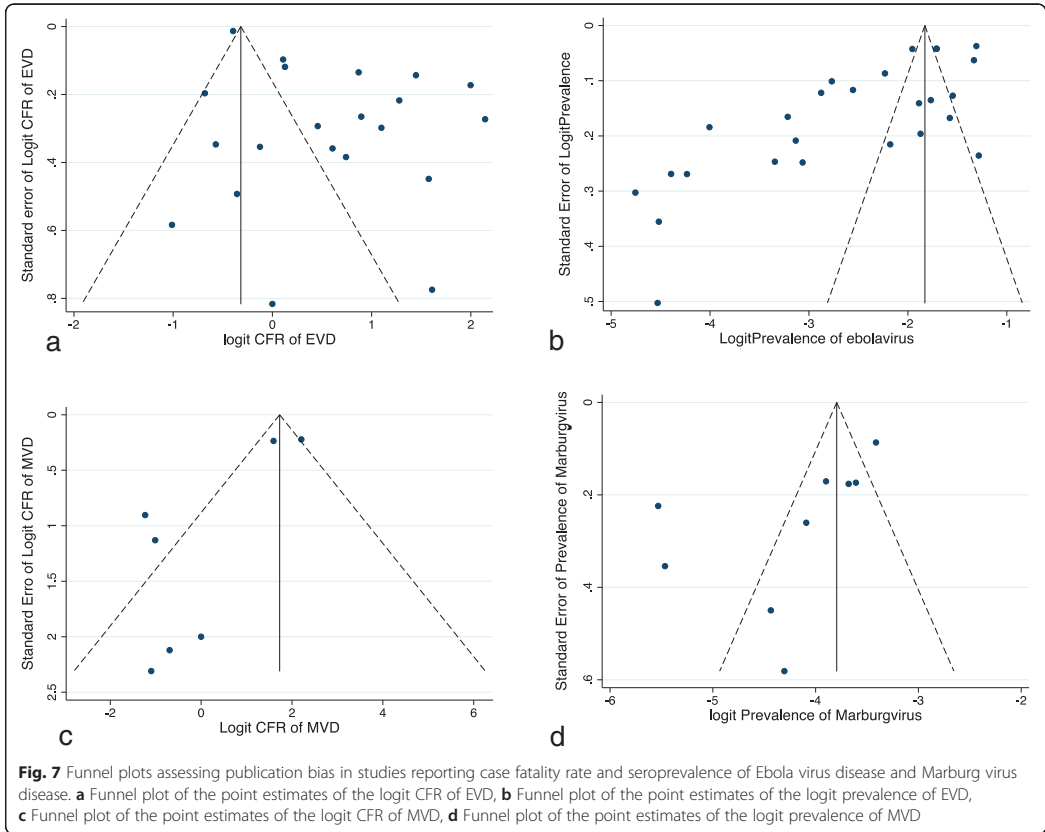 Standard error of Logit CFR of EVD
0
.2
.4
.6
.8
-2
-1
0
1
2
logit CFR of EVD
a
Standard Error of LogitPrevalence
0
.1
.2
.3
.4
.5
-5
-4
-3
-2
-1
LogitPrevalence of ebolavirus
b
Standard Erro of Logit CFR of MVD
0
.5
1
1.5
2
2.5
-2
0
2
4
6
Logit CFR of MVD
c
Standard Error of Prevalence of Marburgvirus
0
.2
.4
.6
-6
-5
-4
-3
-2
logit Prevalence of Marburgvirus
d
Fig. 7 Funnel plots assessing publication bias in studies reporting case fatality rate and seroprevalence of Ebola virus disease and Marburg virus
disease. a Funnel plot of the point estimates of the logit CFR of EVD, b Funnel plot of the point estimates of the logit prevalence of EVD,
c Funnel plot of the point estimates of the logit CFR of MVD, d Funnel plot of the point estimates of the logit prevalence of MVD